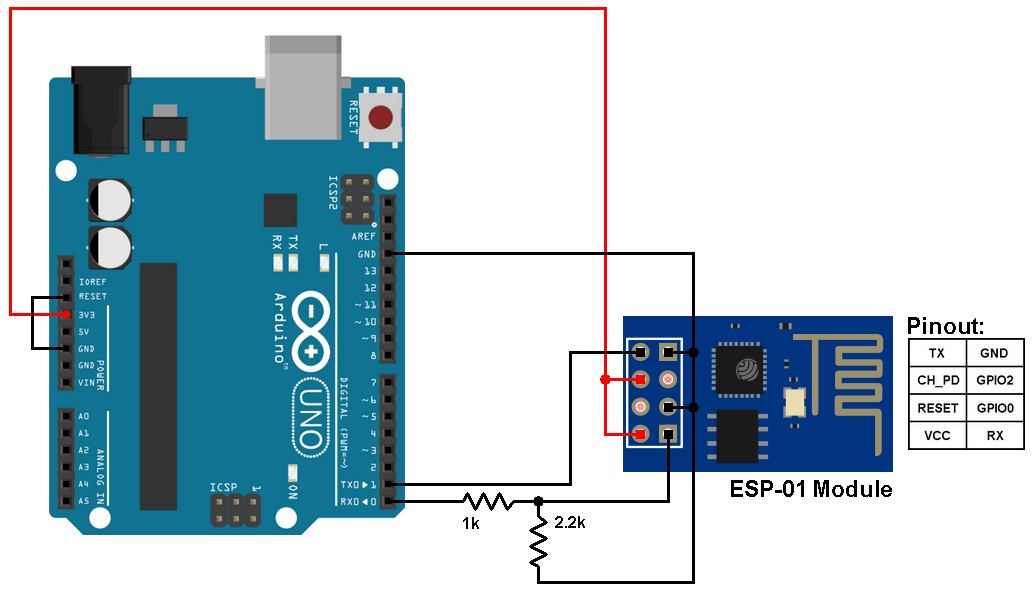 RESET
ICSP2
AREF
GND
13
12
~11
~10
~9
8
7
~6
~5
4
~3
2
TX0▶1
RX0◀0
RX
TX
L
Arduino™
UNO
DIGITAL (PWM=~)
ON
ICSP
1
IOREF
RESET
3V3
5V
GND
GND
VIN
POWER
A0
A1
A2
A3
A4
A5
ANALOG IN
1k
2.2k
ESP-01 Module
Pinout:
TX GND
CH_PD GPIO2
RESET GPIO0
VCC RX